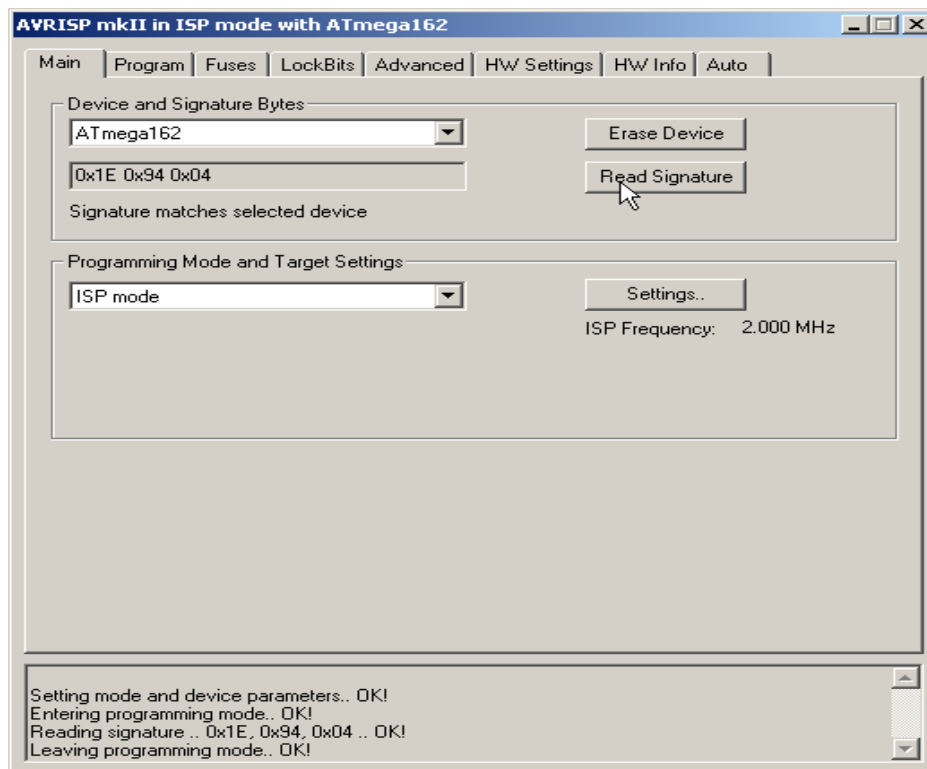 AVRISP mkII in ISP mode with ATmega162
Main Program Fuses LockBits Advanced HW Settings HW Info Auto
Device and Signature Bytes
ATmega162
Erase Device
0x1E 0x94 0x04
Read Signature
Signature matches selected device
Programming Mode and Target Settings
ISP mode
Settings..
ISP Frequency: 2.000 MHz
Setting mode and device parameters.. OK!
Entering programming mode.. OK!
Reading signature .. 0x1E, 0x94, 0x04 .. OK!
Leaving programming mode.. OK!